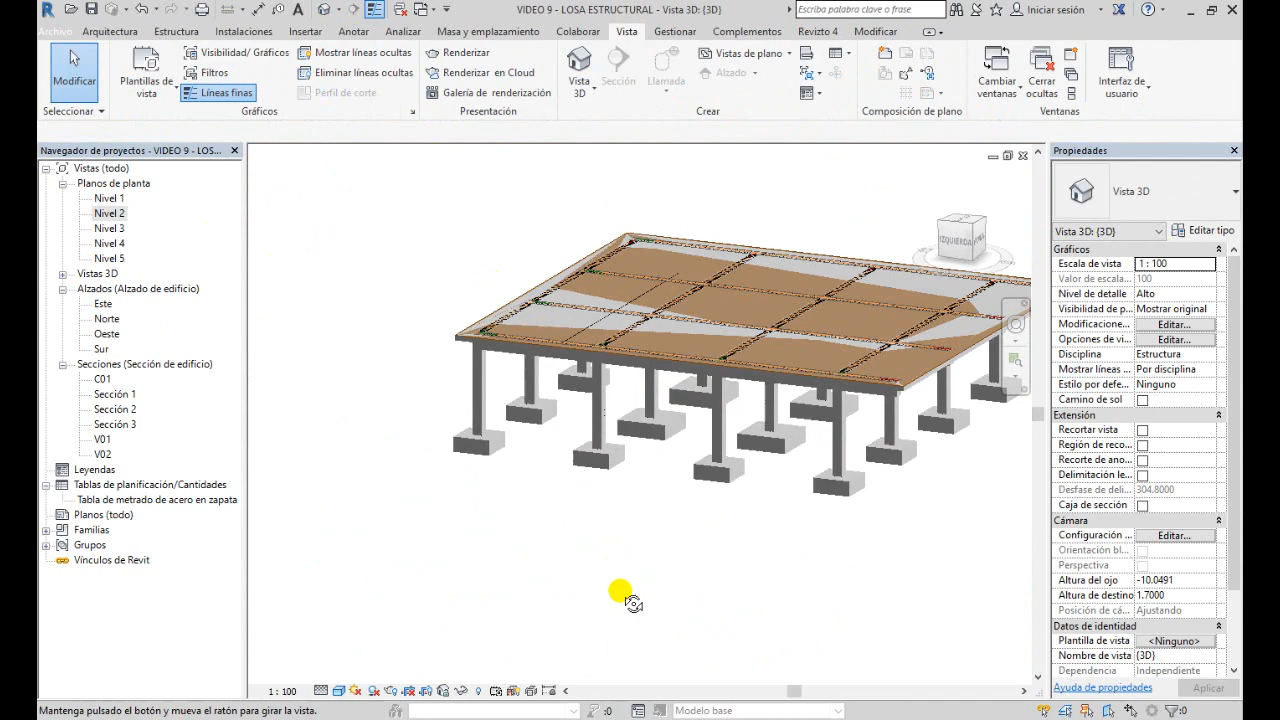 VIDEO 9 - LOSA ESTRUCTURAL - Vista 3D: {3D}
Escriba palabra clave o frase
Iniciar sesión
Archivo
Arquitectura
Estructura
Instalaciones
Insertar
Anotar
Analizar
Masa y emplazamiento
Colaborar
Vista
Gestionar
Complementos
Revizto 4
Modificar
Modificar
Plantillas de vista
Visibilidad/ Gráficos
Filtros
Líneas finas
Mostrar líneas ocultas
Eliminar líneas ocultas
Perfil de corte
Renderizar
Renderizar en Cloud
Galería de renderización
Vista 3D
Sección
Llamada
Vistas de plano
Alzado
Cambiar ventanas
Cerrar ocultas
Interfaz de usuario
Seleccionar
Gráficos
Presentación
Crear
Composición de plano
Ventanas
Navegador de proyectos - VIDEO 9 - LOS...
Vistas (todo)
Planos de planta
Nivel 1
Nivel 2
Nivel 3
Nivel 4
Nivel 5
Vistas 3D
Alzados (Alzado de edificio)
Este
Norte
Oeste
Sur
Secciones (Sección de edificio)
C01
Sección 1
Sección 2
Sección 3
V01
V02
Leyendas
Tablas de planificación/Cantidades
Tabla de metrado de acero en zapata
Planos (todo)
Familias
Grupos
Vínculos de Revit
IZQUIERDA
Propiedades
Vista 3D
Vista 3D: {3D}
Editar tipo
Gráficos
Escala de vista 1 : 100
Valor de escala... 100
Nivel de detalle Alto
Visibilidad de p... Mostrar original
Modificacione... Editar...
Opciones de vi... Editar...
Disciplina Estructura
Mostrar líneas ... Por disciplina
Estilo por defe... Ninguno
Camino de sol
Extensión
Recortar vista
Región de reco...
Recorte de ano...
Delimitación le...
Desfase de deli... 304.8000
Caja de sección
Cámara
Configuración ... Editar...
Orientación bl...
Perspectiva
Altura del ojo -10.0491
Altura de destino 1.7000
Posición de cá... Ajustando
Datos de identidad
Plantilla de vista <Ninguno>
Nombre de vista {3D}
Dependencia Independiente
Ayuda de propiedades
Aplicar
1 : 100
Mantenga pulsado el botón y mueva el ratón para girar la vista.
:0
Modelo base
:0